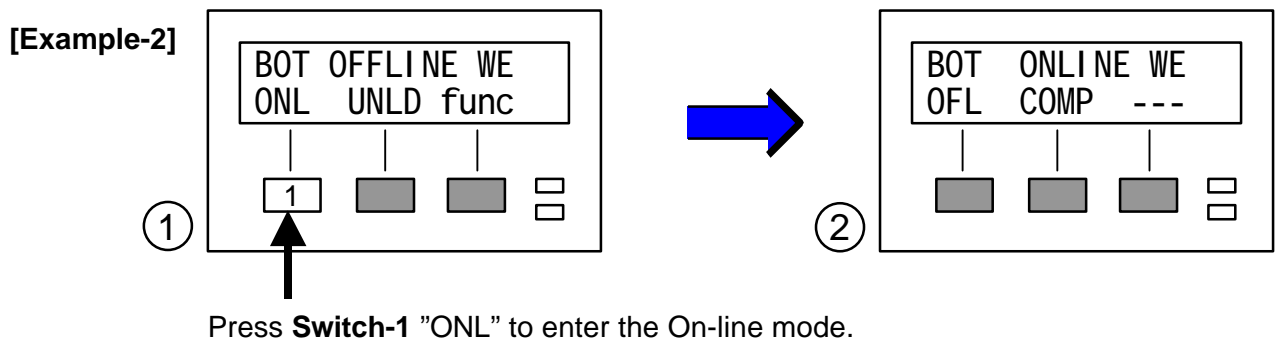 [Example-2]
BOT OFFLINE WE
ONL UNLD func
1
①
BOT ONLINE WE
OFL COMP ---
②
Press Switch-1 ”ONL” to enter the On-line mode.